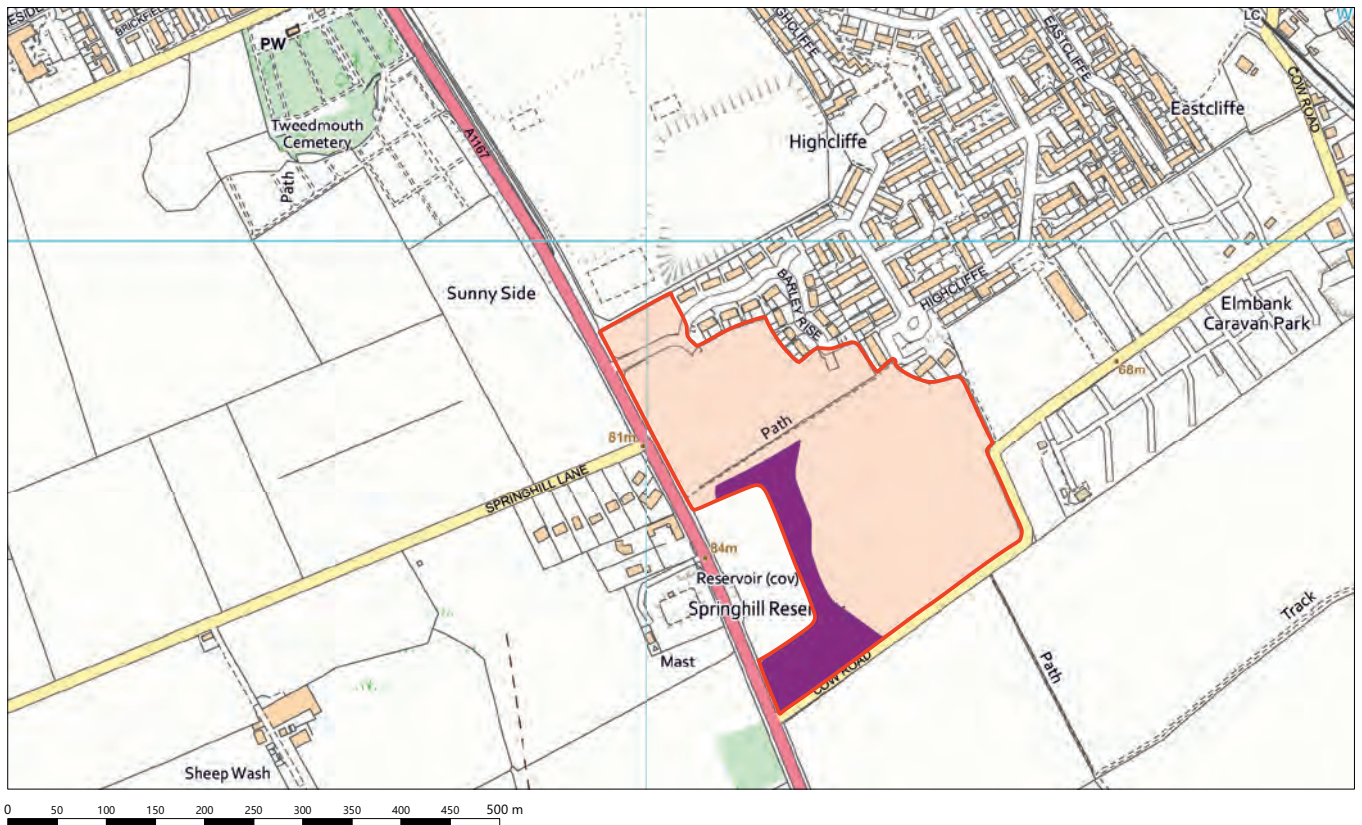 BRICKFIEL
PW
HIGHCLIFFE
EASTCLIFFE
LC
W
COW ROAD
Eastcliffe
Tweedmouth
Cemetery
A1167
Highcliffe
Path
Sunny Side
BARLEY RISE
HIGHCLIFFE
Elmbank
Caravan Park
68m
Path
81m
SPRINGHILL LANE
84m
Reservoir (cov)
Springhill Reser
Track
Mast
COW ROAD
Path
Sheep Wash
0 50 100 150 200 250 300 350 400 450 500 m